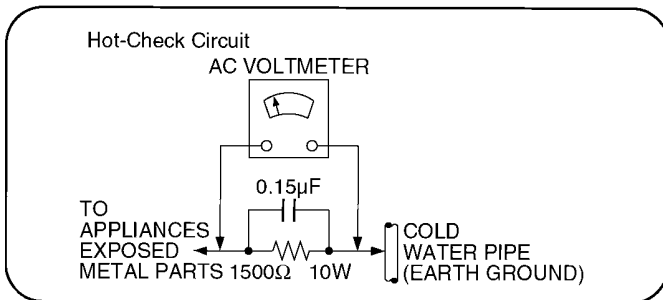 Hot-Check Circuit
AC VOLTMETER
0.15µF
TO
APPLIANCES
EXPOSED
METAL PARTS
1500Ω 10W
COLD
WATER PIPE
(EARTH GROUND)